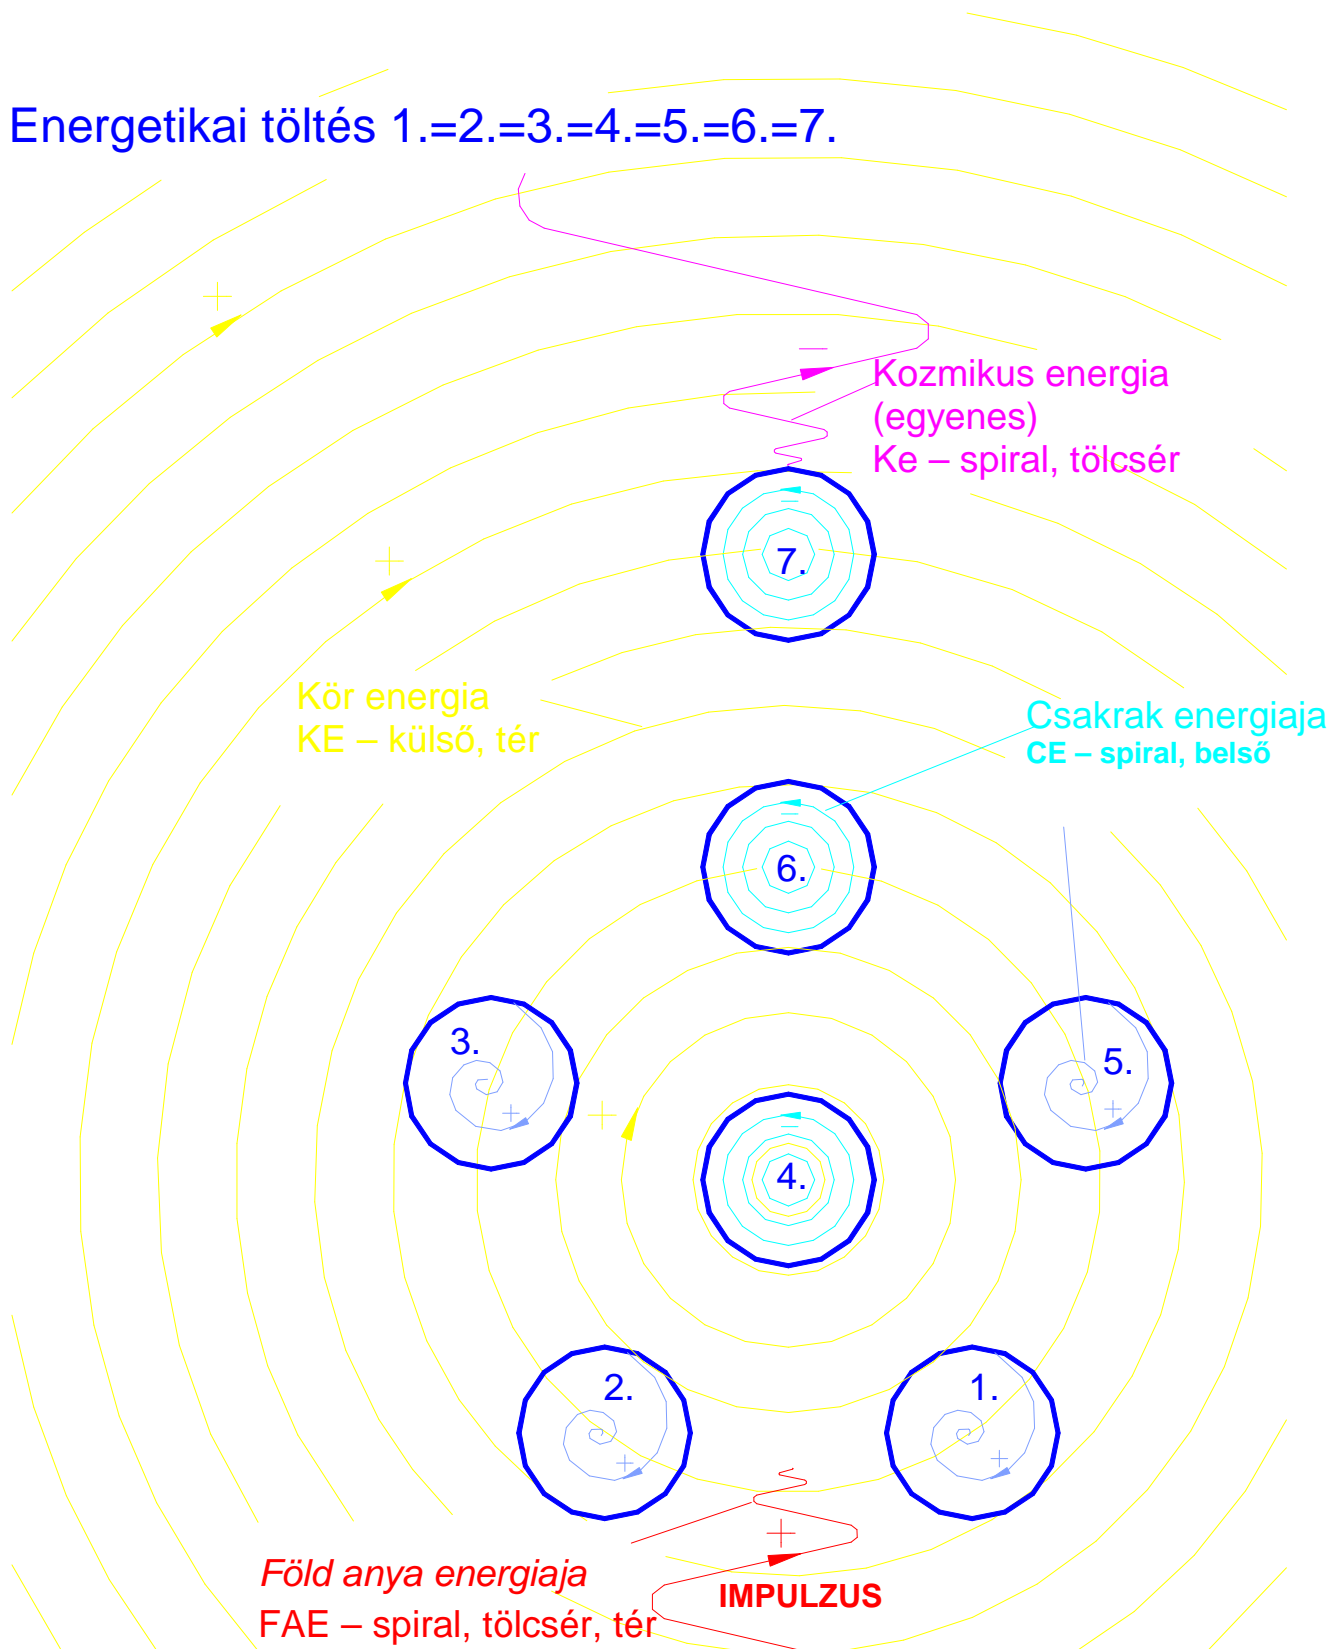 Energetikai töltés 1.=2.=3.=4.=5.=6.=7.
+
–
Kozmikus energia
(egyenes)
Ke – spiral, tölcsér
–
7.
+
Kör energia
KE – külső, tér
Csakrak energiaja
CE – spiral, belső
–
6.
3.
+
5.
+
+
–
4.
2.
+
1.
+
+
Föld anya energiaja
FAE – spiral, tölcsér, tér
IMPULZUS